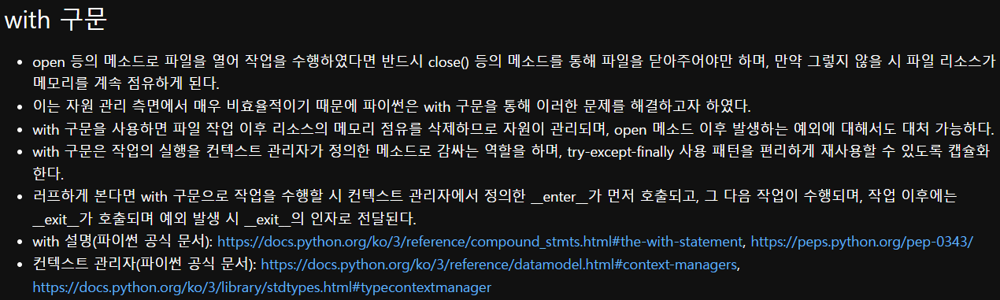 with 구문
• open 등의 메소드로 파일을 열어 작업을 수행하였다면 반드시 close() 등의 메소드를 통해 파일을 닫아주어야만 하며, 만약 그렇지 않을 시 파일 리소스가
메모리를 계속 점유하게 된다.
• 이는 자원 관리 측면에서 매우 비효율적이기 때문에 파이썬은 with 구문을 통해 이러한 문제를 해결하고자 하였다.
• with 구문을 사용하면 파일 작업 이후 리소스의 메모리 점유를 삭제하므로 자원이 관리되며, open 메소드 이후 발생하는 예외에 대해서도 대처 가능하다.
• with 구문은 작업의 실행을 컨텍스트 관리자가 정의한 메소드로 감싸는 역할을 하며, try-except-finally 사용 패턴을 편리하게 재사용할 수 있도록 캡슐화
한다.
• 러프하게 본다면 with 구문으로 작업을 수행할 시 컨텍스트 관리자에서 정의한 __enter__가 먼저 호출되고, 그 다음 작업이 수행되며, 작업 이후에는
__exit__가 호출되며 예외 발생 시 __exit__의 인자로 전달된다.
• with 설명(파이썬 공식 문서): https://docs.python.org/ko/3/reference/compound_stmts.html#the-with-statement, https://peps.python.org/pep-0343/
• 컨텍스트 관리자(파이썬 공식 문서): https://docs.python.org/ko/3/reference/datamodel.html#context-managers,
https://docs.python.org/ko/3/library/stdtypes.html#typecontextmanager